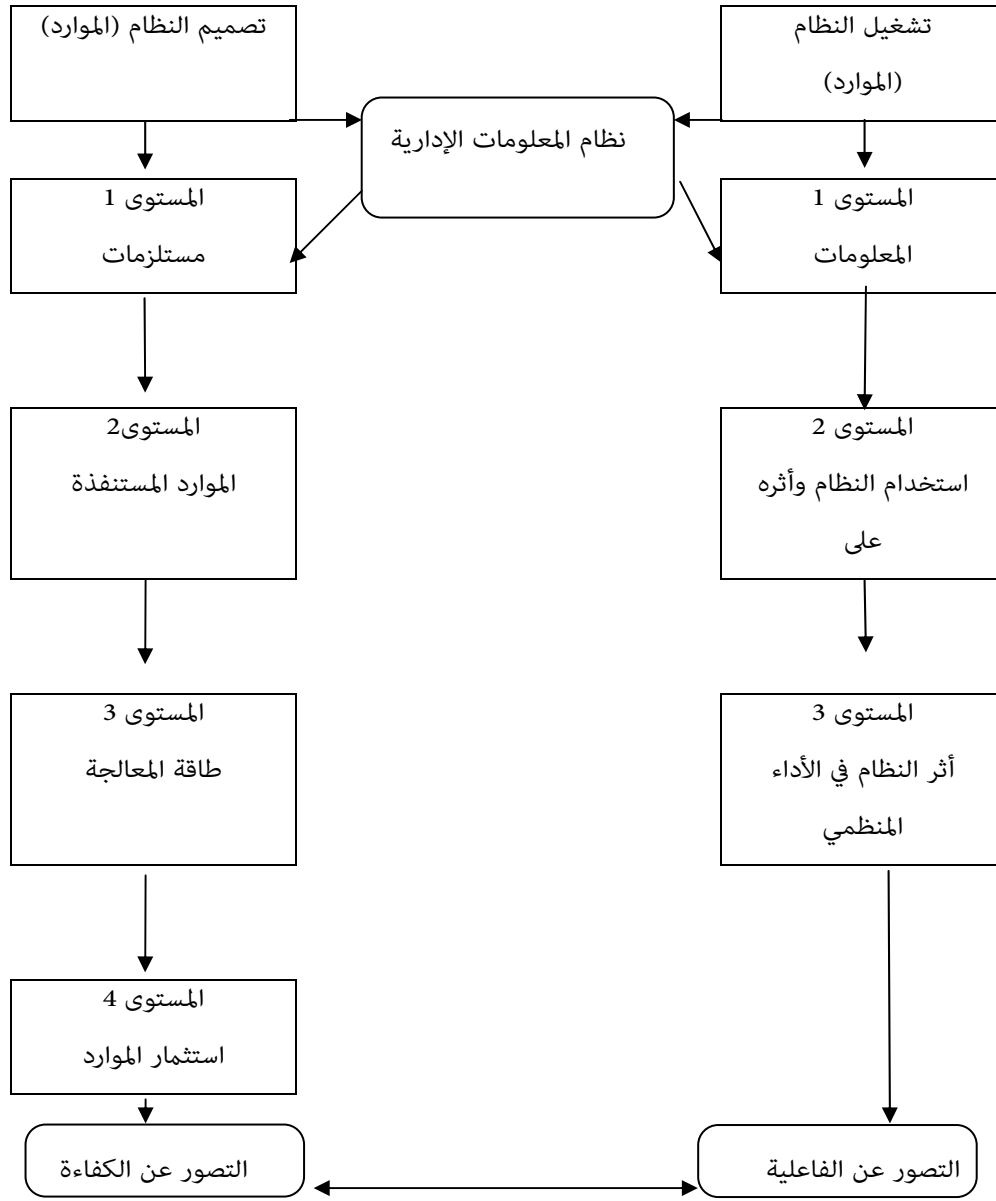 تشغيل النظام
(الموارد)
تصميم النظام (الموارد)
نظام المعلومات الإدارية
المستوى 1
المعلومات
المستوى 1
مستلزمات
المستوى 2
استخدام النظام وأثره
على
المستوى2
الموارد المستنفذة
المستوى 3
أثر النظام في الأداء
المنظمي
المستوى 3
طاقة المعالجة
المستوى 4
استثمار الموارد
التصور عن الفاعلية
التصور عن الكفاءة